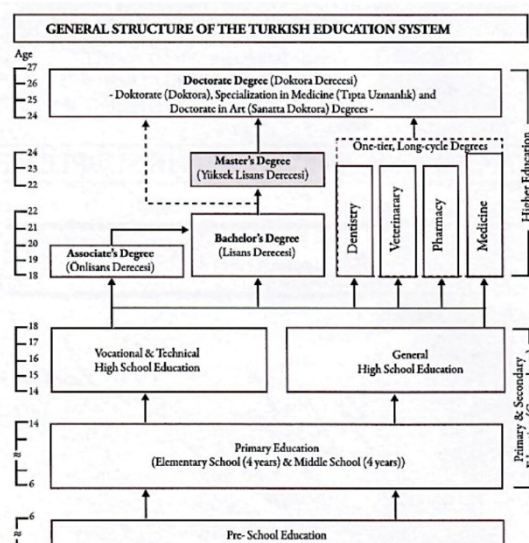 GENERAL STRUCTURE OF THE TURKISH EDUCATION SYSTEM
Age
27
26
25
24
Doctorate Degree (Doktora Derecesi)
- Doktorate (Doktora), Specialization in Medicine (Tıpta Uzmanlık) and
Doctorate in Art (Sanatta Doktora) Degrees -
24
23
22
Master's Degree
(Yüksek Lisans Derecesi)
One-tier, Long-cycle Degrees
22
21
20
19
18
Associate's Degree
(Önlisans Derecesi)
Bachelor's Degree
(Lisans Derecesi)
Dentistry
Veterinarary
Pharmacy
Medicine
Higher Education
18
17
16
15
14
Vocational & Technical
High School Education
General
High School Education
14
≈
6
Primary Education
(Elementary School (4 years) & Middle School (4 years))
Primary & Secondary
6
≈
Pre- School Education